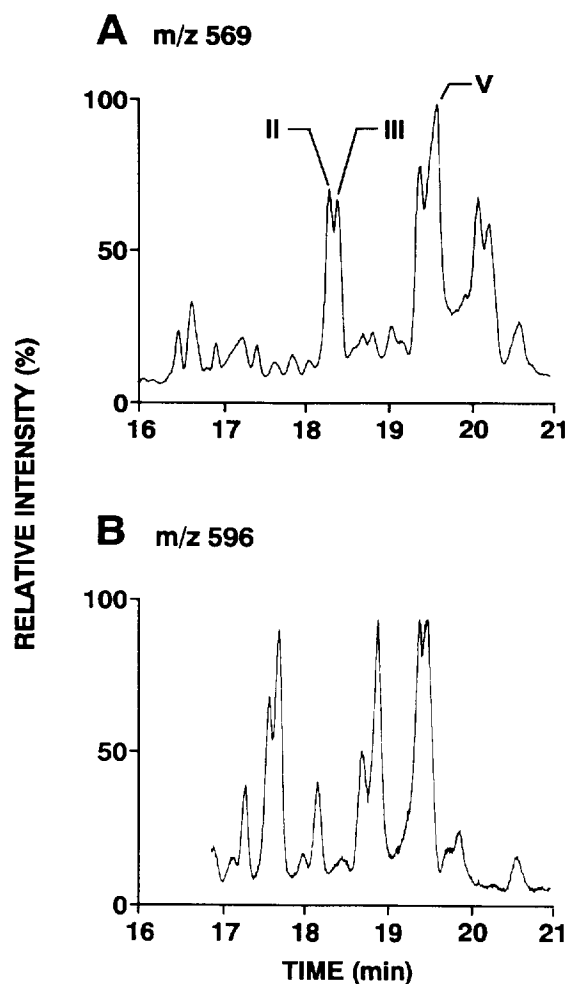 A m/z 569
100
V
II
III
50
0
16 17 18 19 20 21
RELATIVE INTENSITY (%)
B m/z 596
100
50
0
16 17 18 19 20 21
TIME (min)